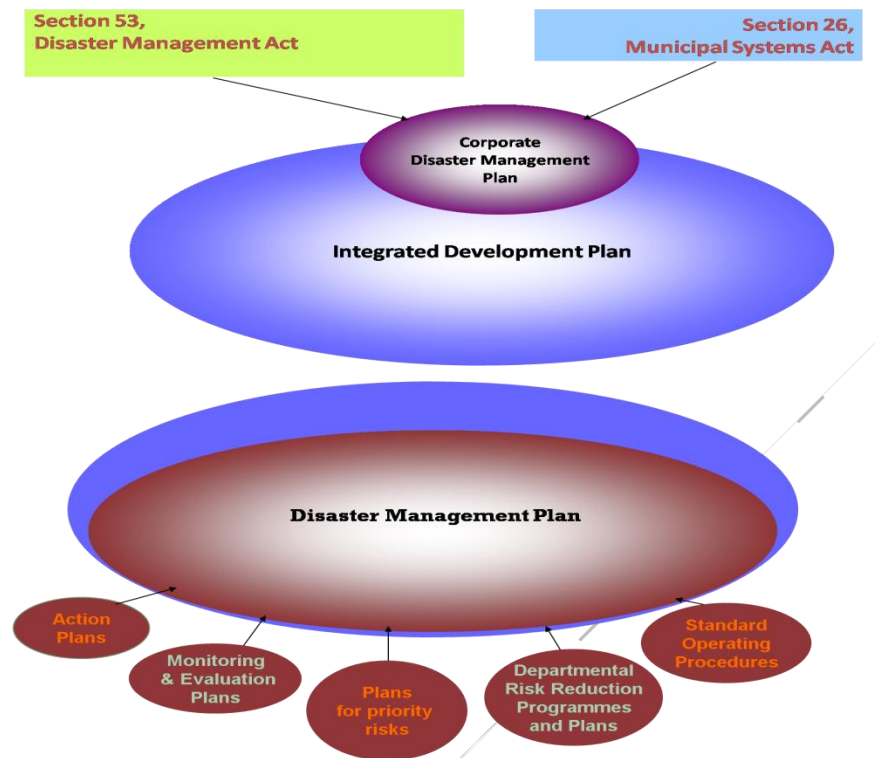 Section 53,
Disaster Management Act
Section 26,
Municipal Systems Act
Corporate
Disaster Management
Plan
Integrated Development Plan
Disaster Management Plan
Action
Plans
Monitoring
& Evaluation
Plans
Plans
for priority
risks
Departmental
Risk Reduction
Programmes
and Plans
Standard
Operating
Procedures